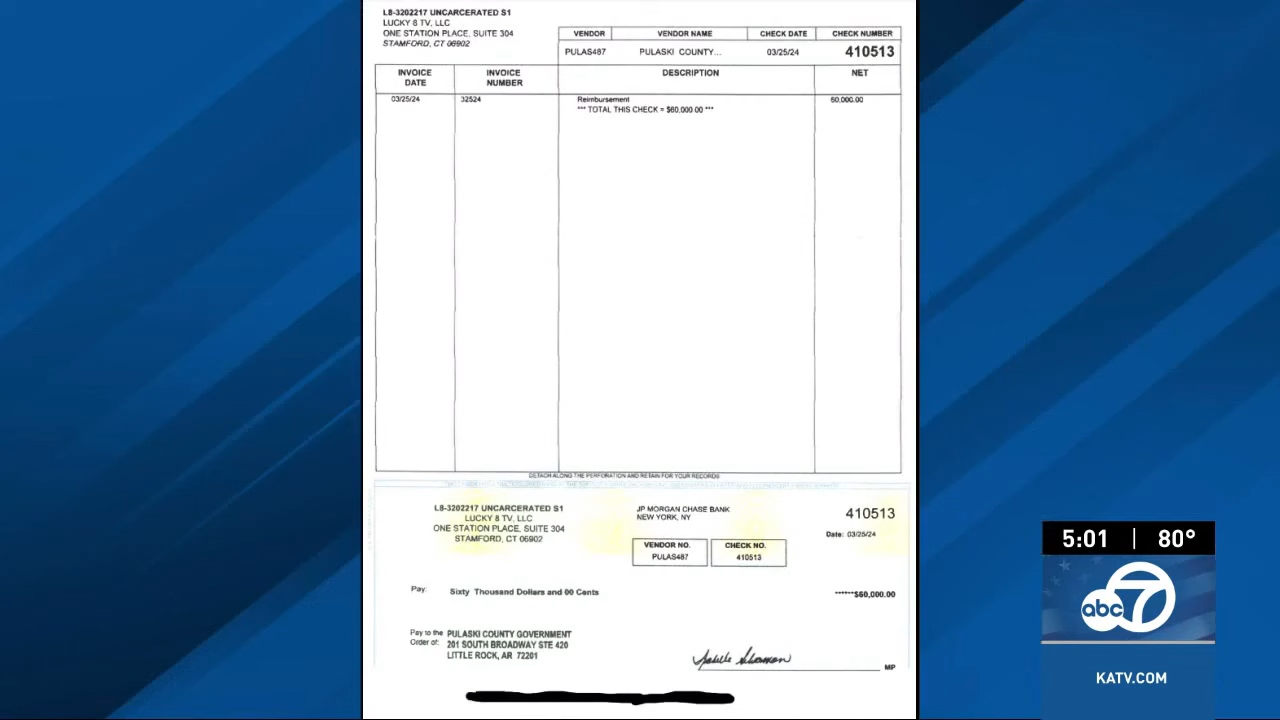 L8-3202217 UNCARCERATED S1
LUCKY 8 TV, LLC
ONE STATION PLACE, SUITE 304
STAMFORD, CT 06902
VENDOR VENDOR NAME CHECK DATE CHECK NUMBER
PULAS487 PULASKI COUNTY... 03/25/24 410513
INVOICE DATE INVOICE NUMBER DESCRIPTION NET
03/25/24 32524 Reimbursement 60,000.00
*** TOTAL THIS CHECK = $60,000.00 ***
DETACH ALONG THE PERFORATION AND RETAIN FOR YOUR RECORDS
L8-3202217 UNCARCERATED S1
LUCKY 8 TV, LLC
ONE STATION PLACE, SUITE 304
STAMFORD, CT 06902
JP MORGAN CHASE BANK
NEW YORK, NY
410513
Date: 03/25/24
VENDOR NO. CHECK NO.
PULAS487 410513
Pay: Sixty Thousand Dollars and 00 Cents ******$60,000.00
Pay to the Order of: PULASKI COUNTY GOVERNMENT
201 SOUTH BROADWAY STE 420
LITTLE ROCK, AR 72201
MP
5:01 | 80°
abc 7
KATV.COM